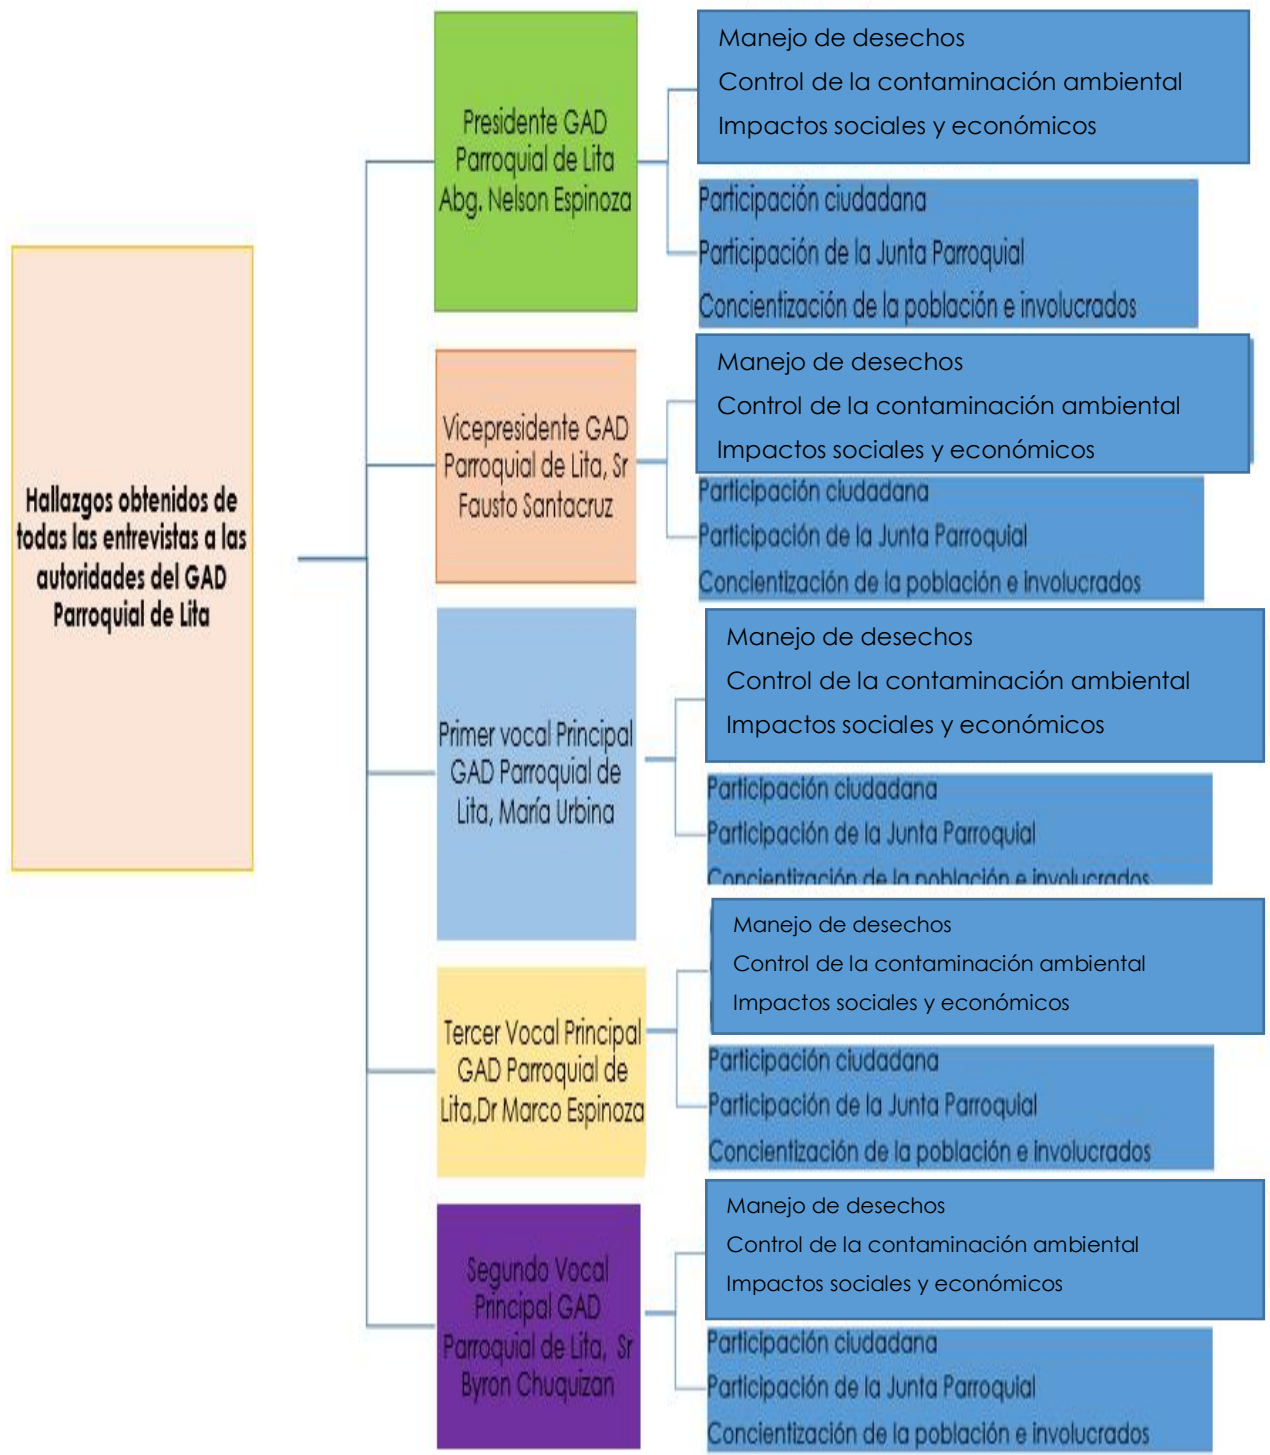 Hallazgos obtenidos de
todas las entrevistas a las
autoridades del GAD
Parroquial de Lita
Presidente GAD
Parroquial de Lita
Abg. Nelson Espinoza
Manejo de desechos
Control de la contaminación ambiental
Impactos sociales y económicos
Participación ciudadana
Participación de la Junta Parroquial
Concientización de la población e involucrados
Vicepresidente GAD
Parroquial de Lita, Sr
Fausto Santacruz
Manejo de desechos
Control de la contaminación ambiental
Impactos sociales y económicos
Participación ciudadana
Participación de la Junta Parroquial
Concientización de la población e involucrados
Primer vocal Principal
GAD Parroquial de
Lita, María Urbina
Manejo de desechos
Control de la contaminación ambiental
Impactos sociales y económicos
Participación ciudadana
Participación de la Junta Parroquial
Concientización de la población e involucrados
Tercer Vocal Principal
GAD Parroquial de
Lita,Dr Marco Espinoza
Manejo de desechos
Control de la contaminación ambiental
Impactos sociales y económicos
Participación ciudadana
Participación de la Junta Parroquial
Concientización de la población e involucrados
Segundo Vocal
Principal GAD
Parroquial de Lita, Sr
Byron Chuquizan
Manejo de desechos
Control de la contaminación ambiental
Impactos sociales y económicos
Participación ciudadana
Participación de la Junta Parroquial
Concientización de la población e involucrados